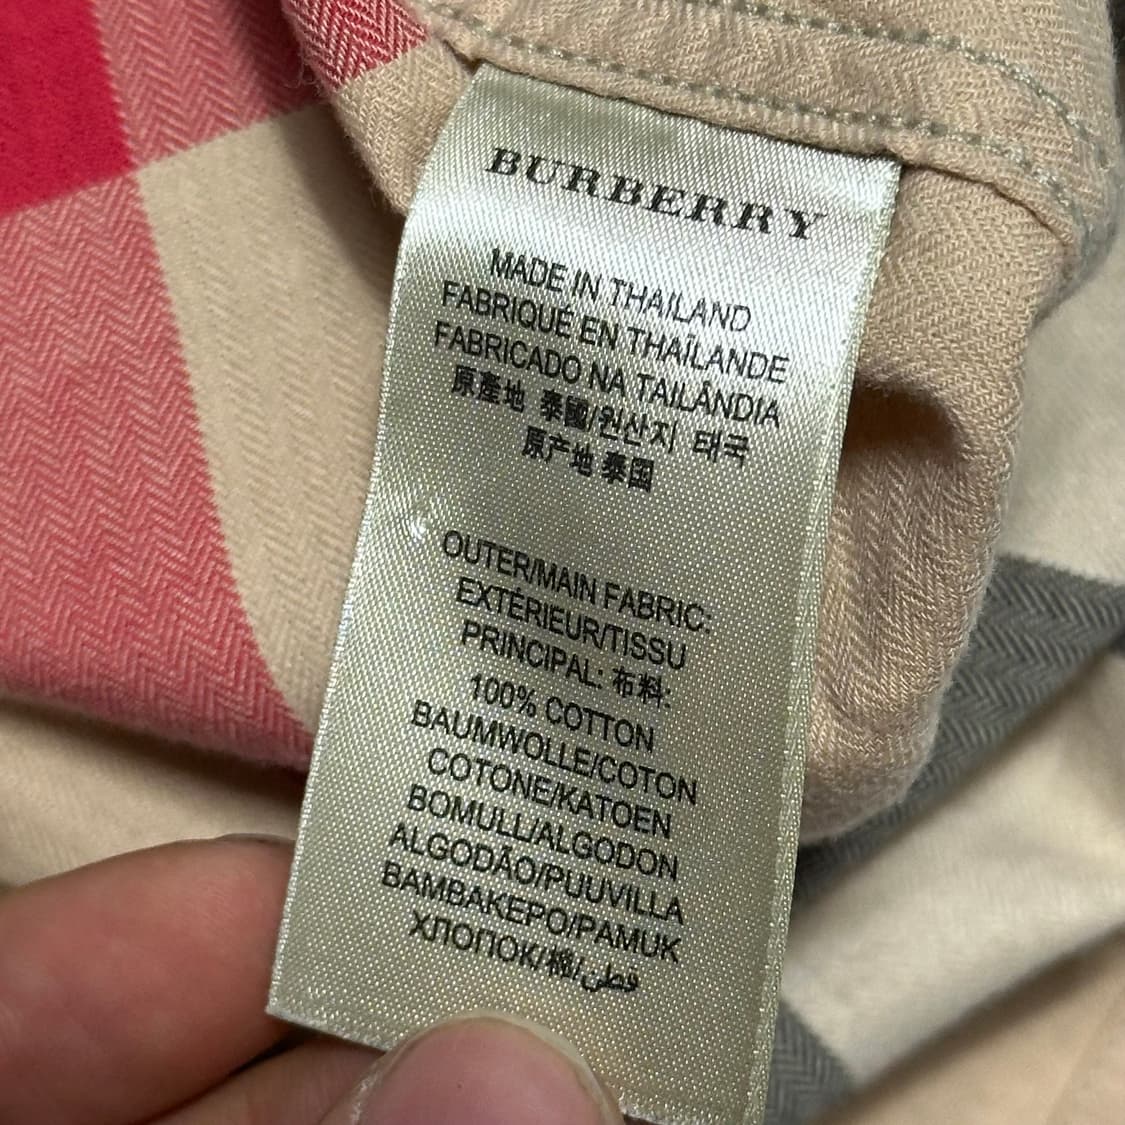 BURBERRY
MADE IN THAILAND
FABRIQUÉ EN THAÏLANDE
FABRICADO NA TAILÂNDIA
原產地 泰國/원산지 태국
原产地 泰国
OUTER/MAIN FABRIC:
EXTÉRIEUR/TISSU
PRINCIPAL: 布料:
100% COTTON
BAUMWOLLE/COTON
COTONE/KATOEN
BOMULL/ALGODON
ALGODÃO/PUUVILLA
BAMBAKEPO/PAMUK
ХЛОПОК/棉/قطن